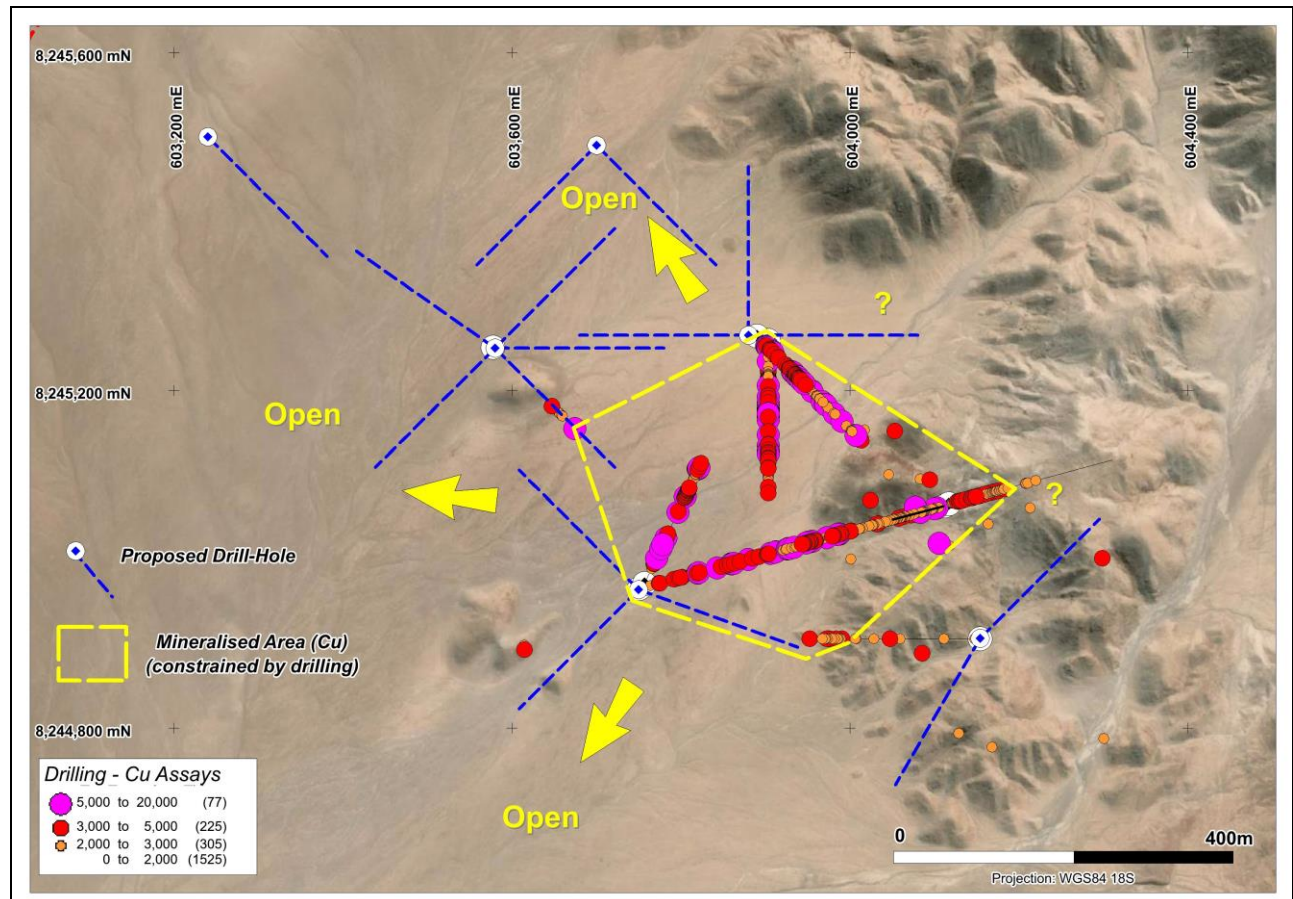 8,245,600 mN
603,200 mE
603,600 mE
604,000 mE
604,400 mE
Open
?
8,245,200 mN
Open
?
Proposed Drill-Hole
Mineralised Area (Cu)
(constrained by drilling)
8,244,800 mN
Open
Drilling - Cu Assays
5,000 to 20,000 (77)
3,000 to 5,000 (225)
2,000 to 3,000 (305)
0 to 2,000 (1525)
0 400m
Projection: WGS84 18S